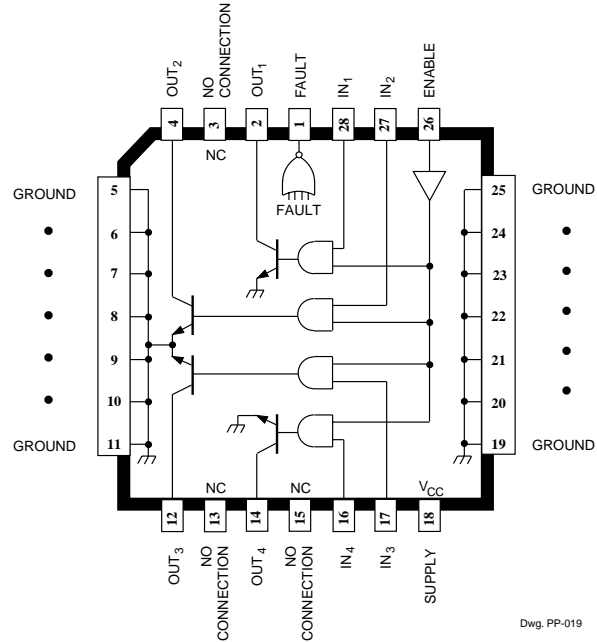 OUT2
NO CONNECTION
OUT1
FAULT
IN1
IN2
ENABLE
4
3
2
1
28
27
26
NC
FAULT
GROUND
5
6
7
8
9
10
11
GROUND
25
GROUND
24
23
22
21
20
19
GROUND
NC
NC
VCC
12
13
14
15
16
17
18
OUT3
NO CONNECTION
OUT4
NO CONNECTION
IN4
IN3
SUPPLY
Dwg. PP-019